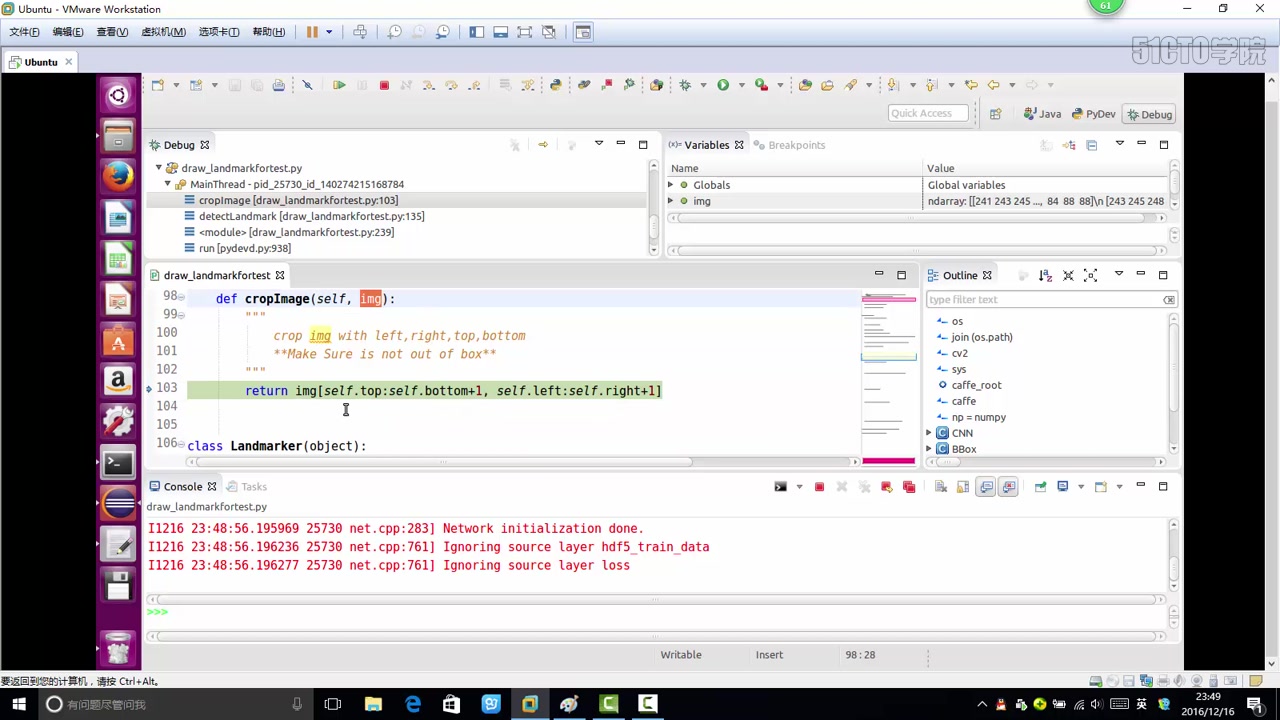 Ubuntu - VMware Workstation
61
文件(F) 编辑(E) 查看(V) 虚拟机(M) 选项卡(T) 帮助(H)
51CTO学院
Ubuntu
Quick Access
Java PyDev Debug
Debug
Variables Breakpoints
draw_landmarkfortest.py
MainThread - pid_25730_id_140274215168784
cropImage [draw_landmarkfortest.py:103]
detectLandmark [draw_landmarkfortest.py:135]
<module> [draw_landmarkfortest.py:239]
run [pydevd.py:938]
Name Value
Globals Global variables
img ndarray: [[241 243 245 ..., 84 88 88]\n [243 245 248
draw_landmarkfortest
98 def cropImage(self, img):
99 """
100 crop img with left,right,top,bottom
101 **Make Sure is not out of box**
102 """
103 return img[self.top:self.bottom+1, self.left:self.right+1]
104
105
106 class Landmarker(object):
Outline
type filter text
os
join (os.path)
cv2
sys
caffe_root
caffe
np = numpy
CNN
BBox
Console Tasks
draw_landmarkfortest.py
I1216 23:48:56.195969 25730 net.cpp:283] Network initialization done.
I1216 23:48:56.196236 25730 net.cpp:761] Ignoring source layer hdf5_train_data
I1216 23:48:56.196277 25730 net.cpp:761] Ignoring source layer loss
>>>
Writable Insert 98 : 28
要返回到您的计算机，请按 Ctrl+Alt。
有问题尽管问我
英
23:49
2016/12/16